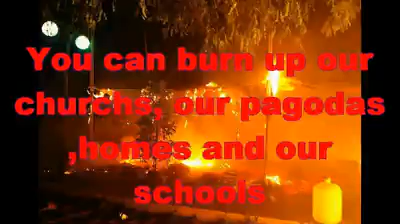 You can burn up our
churchs, our pagodas
,homes and our
schools